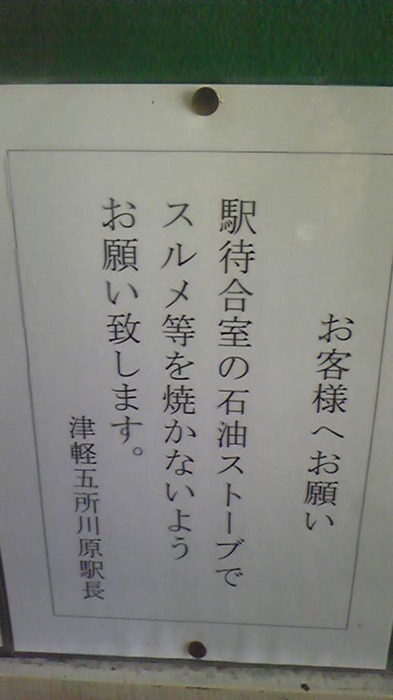 お客様へお願い
駅待合室の石油ストーブで
スルメ等を焼かないよう
お願い致します。
津軽五所川原駅長